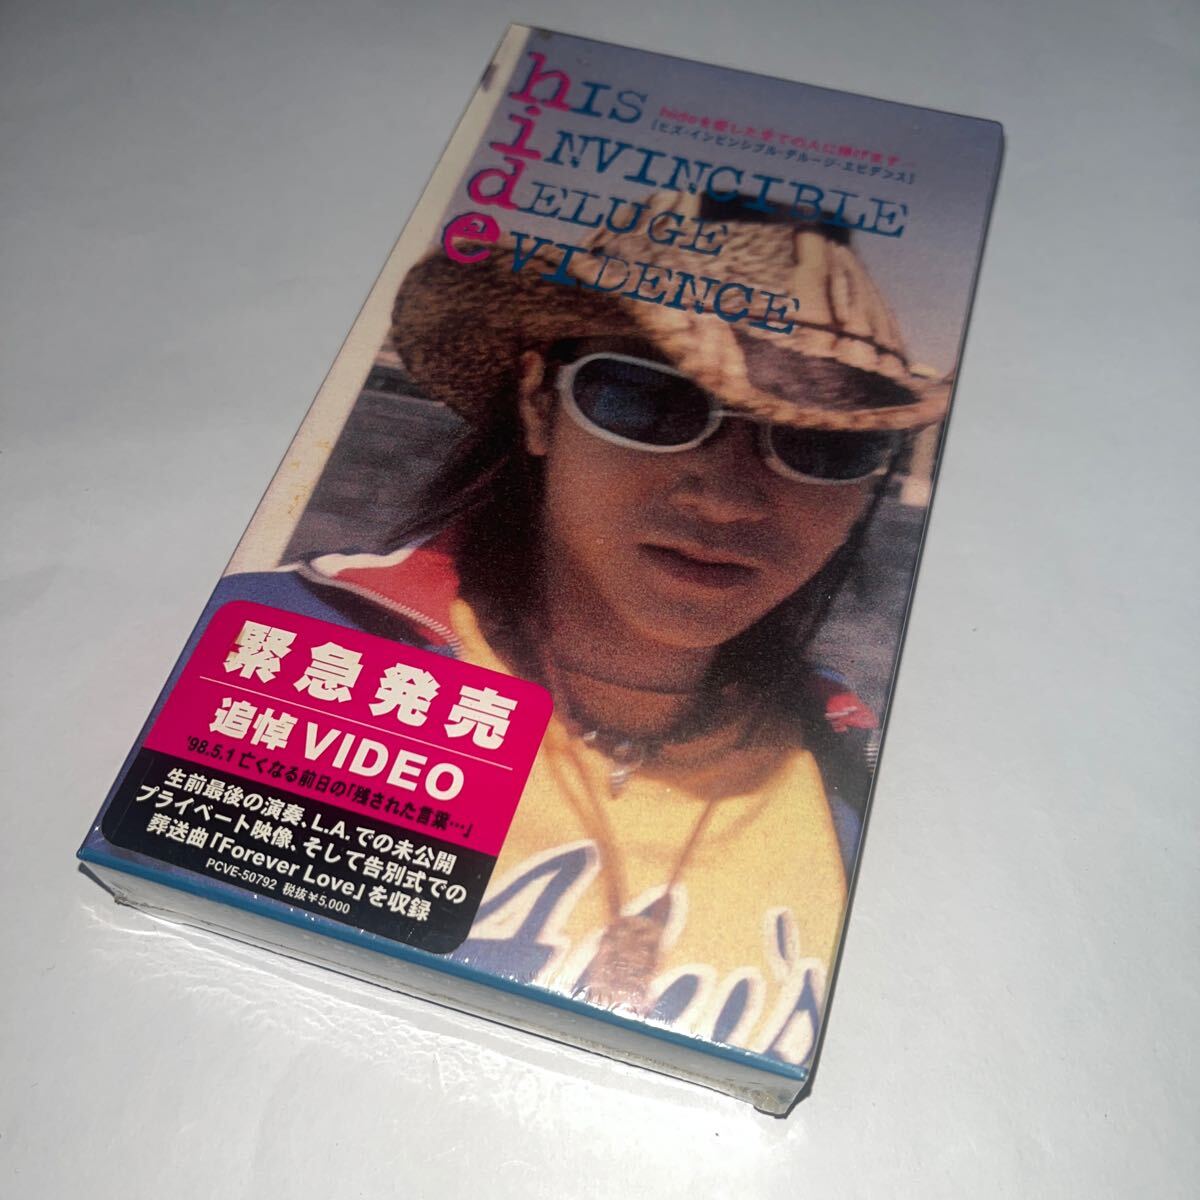 hIS
hideを愛した全ての人に捧げます…
[ヒズ・インビンシブル・デルージ・エビデンス]
iNVINCIBLE
dELUGE
eVIDENCE
緊急発売
追悼VIDEO
'98.5.1 亡くなる前日の「残された言葉…」
生前最後の演奏、L.A.での未公開
プライベート映像、そして告別式での
葬送曲「Forever Love」を収録
PCVE-50792 税抜¥5,000